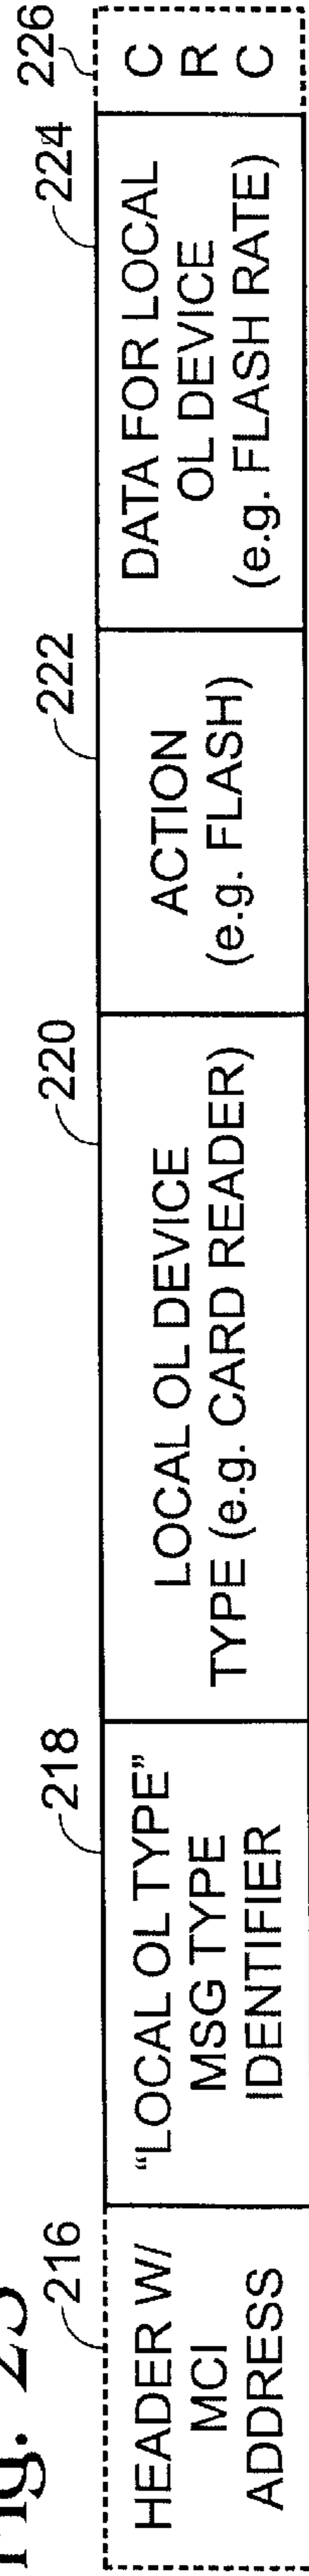 Fig.
216
218
220
222
224
226
HEADER W/
MCI
ADDRESS
“LOCAL OL TYPE”
MSG TYPE
IDENTIFIER
LOCAL OL DEVICE
TYPE (e.g. CARD READER)
ACTION
(e.g. FLASH)
DATA FOR LOCAL
OL DEVICE
(e.g. FLASH RATE)
C
R
C